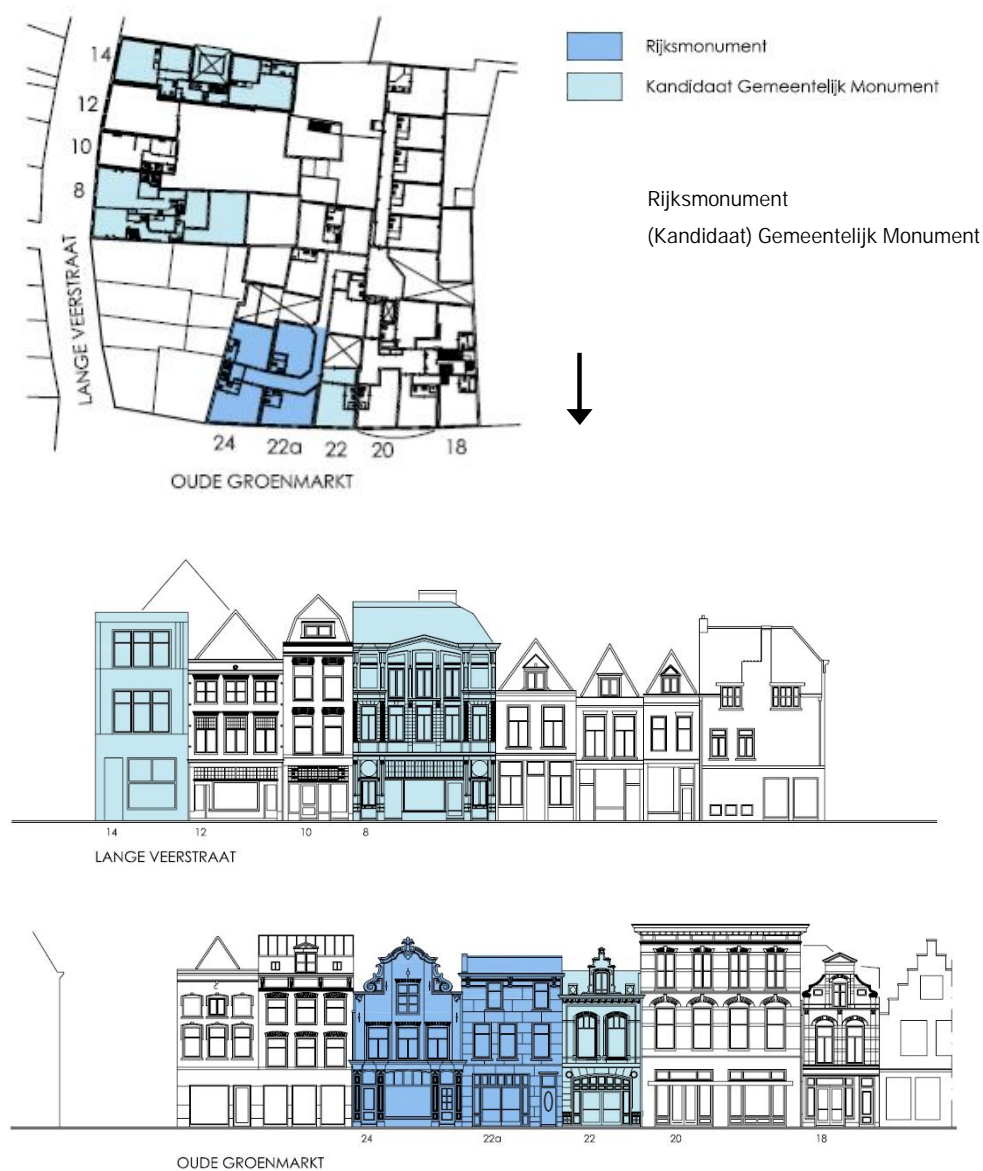 14
12
10
8
LANGE VEERSTRAAT
24 22a 22 20 18
OUDE GROENMARKT
Rijksmonument
Kandidaat Gemeentelijk Monument
Rijksmonument
(Kandidaat) Gemeentelijk Monument
14 12 10 8
LANGE VEERSTRAAT
24 22a 22 20 18
OUDE GROENMARKT